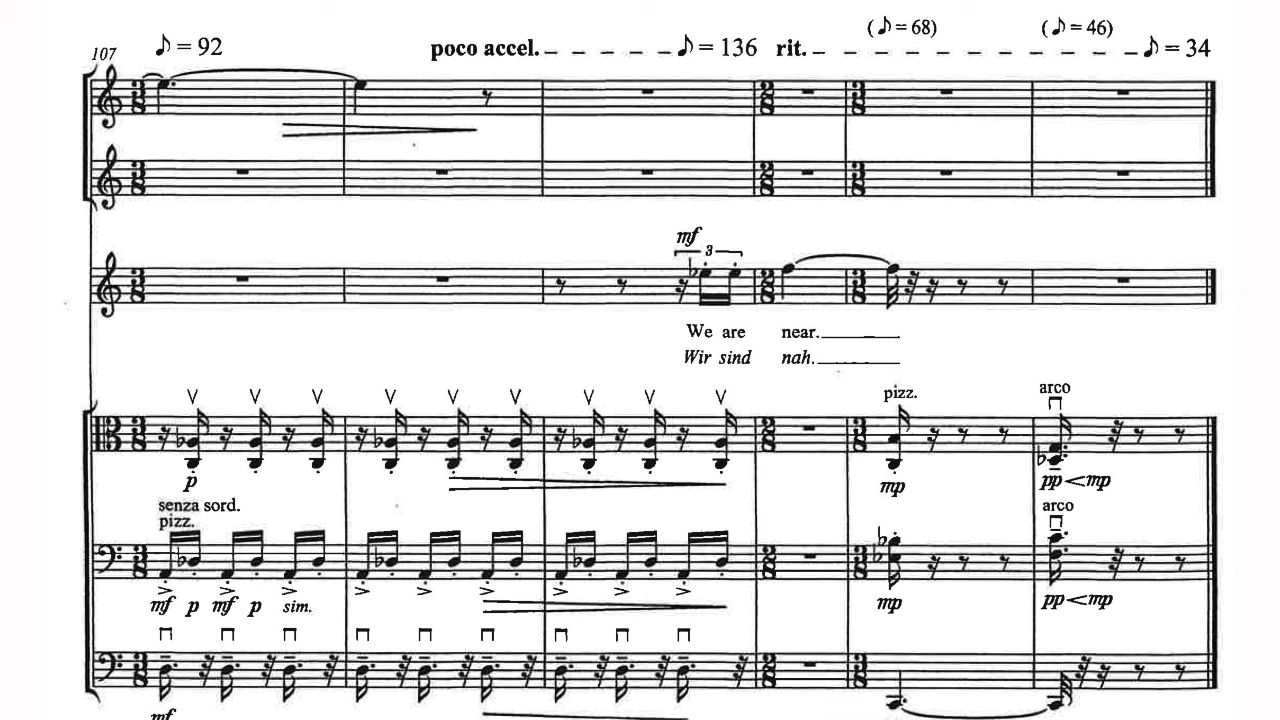 107 ♪ = 92 poco accel. ♪ = 136 rit. (♪ = 68) (♪ = 46) ♪ = 34
mf
3
We are near.
Wir sind nah.
pizz. arco
p mp pp mp
senza sord. arco
pizz.
mf p mf p sim. mp pp mp
mf